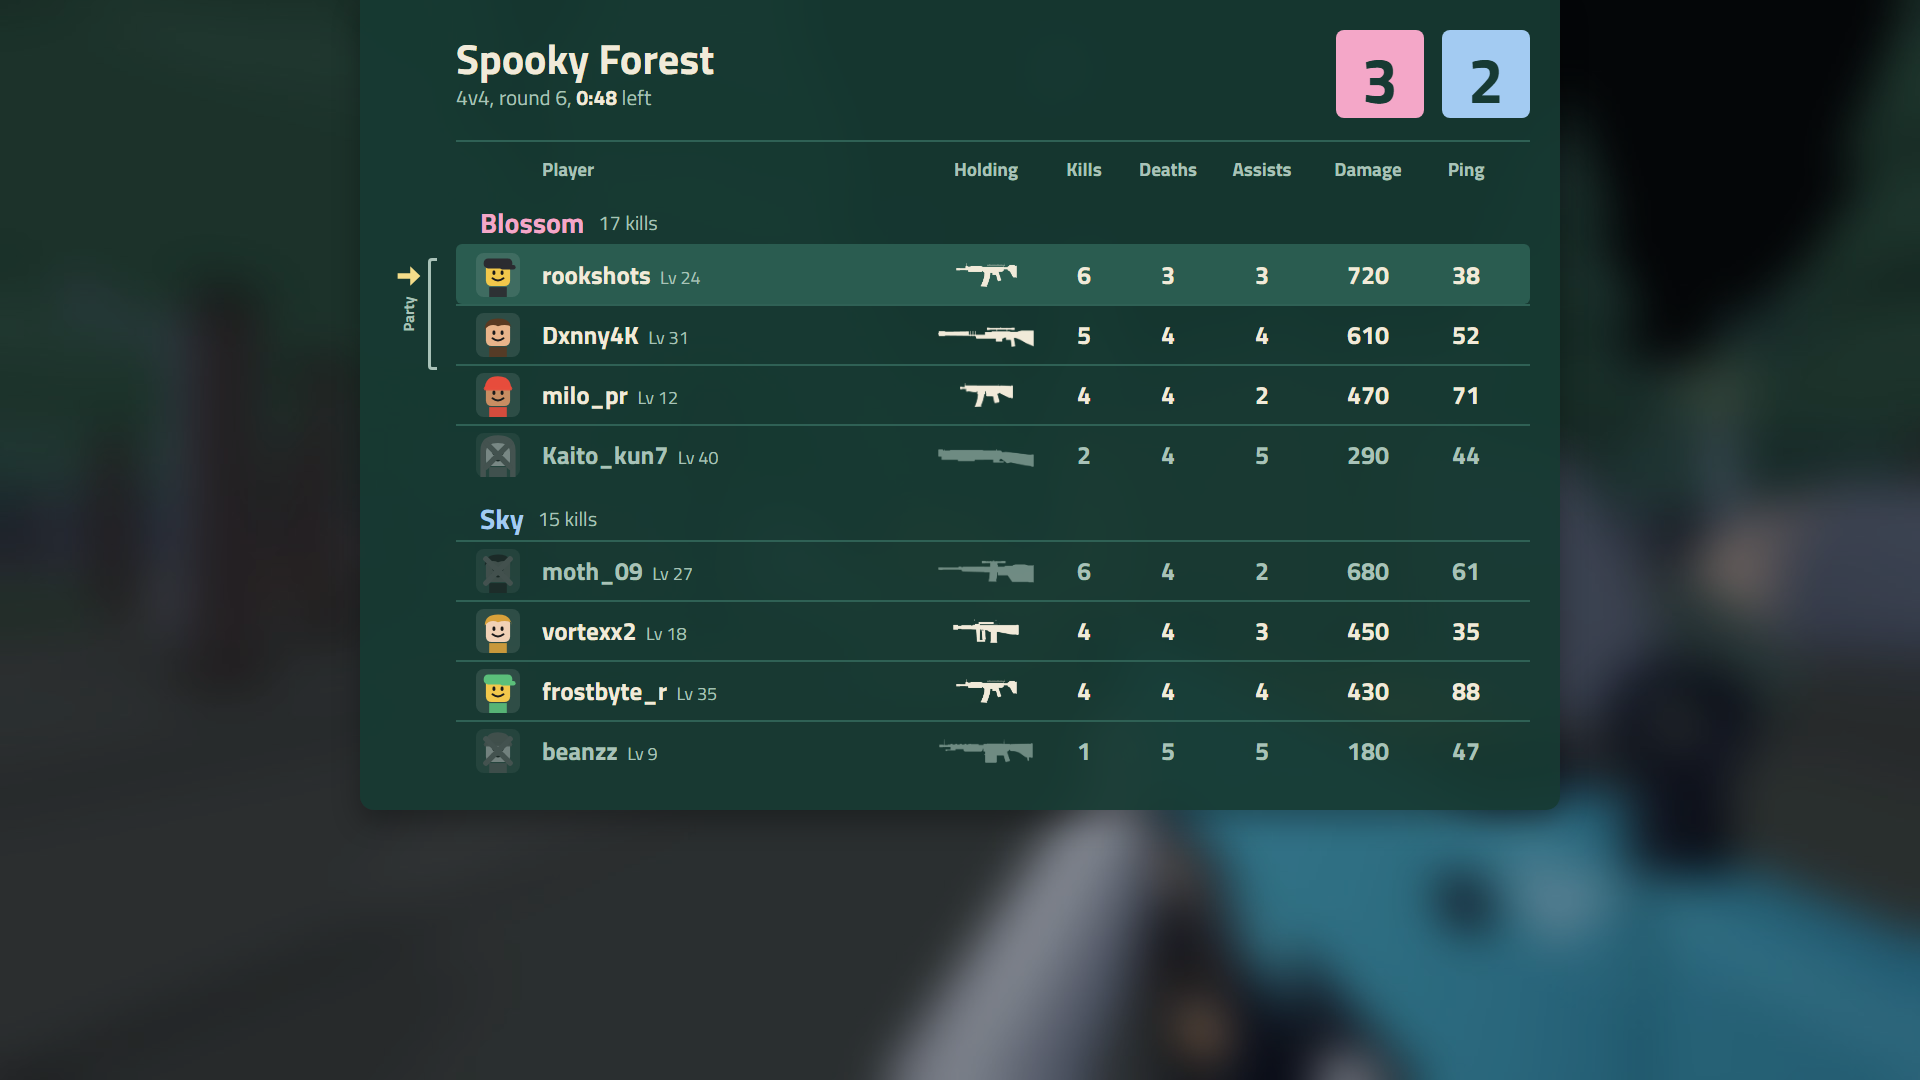 Spooky Forest
4v4, round 6, 0:48 left
3 2
Player Holding Kills Deaths Assists Damage Ping
Blossom 17 kills
Party
rookshots Lv 24 6 3 3 720 38
Dxnny4K Lv 31 5 4 4 610 52
milo_pr Lv 12 4 4 2 470 71
Kaito_kun7 Lv 40 2 4 5 290 44
Sky 15 kills
moth_09 Lv 27 6 4 2 680 61
vortexx2 Lv 18 4 4 3 450 35
frostbyte_r Lv 35 4 4 4 430 88
beanzz Lv 9 1 5 5 180 47